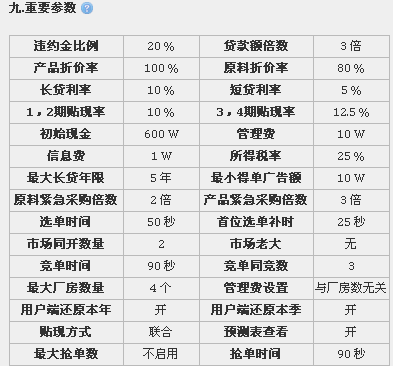 九.重要参数
违约金比例 20 % 贷款额倍数 3 倍
产品折价率 100 % 原料折价率 80 %
长贷利率 10 % 短贷利率 5 %
1，2期贴现率 10 % 3，4期贴现率 12.5 %
初始现金 600 W 管理费 10 W
信息费 1 W 所得税率 25 %
最大长贷年限 5 年 最小得单广告额 10 W
原料紧急采购倍数 2 倍 产品紧急采购倍数 3 倍
选单时间 50 秒 首位选单补时 25 秒
市场同开数量 2 市场老大 无
竞单时间 90 秒 竞单同竞数 3
最大厂房数量 4 个 管理费设置 与厂房数无关
用户端还原本年 开 用户端还原本季 开
贴现方式 联合 预测表查看 开
最大抢单数 不启用 抢单时间 90 秒